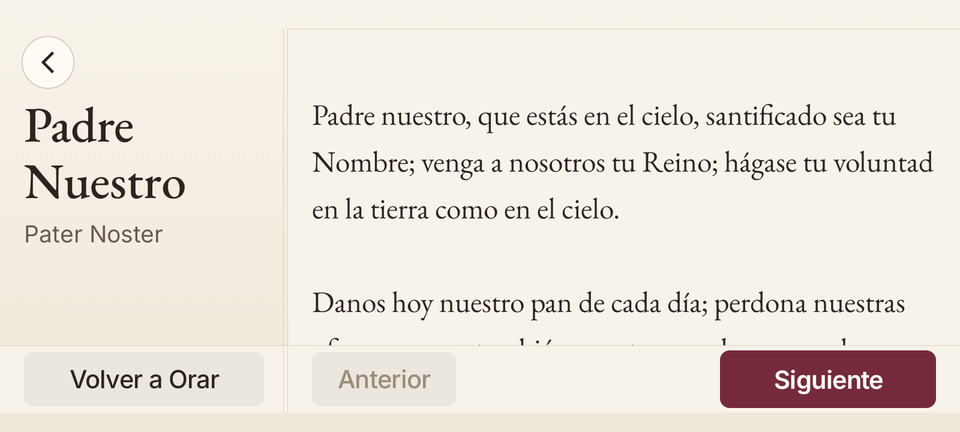 Padre
Nuestro
Pater Noster
Padre nuestro, que estás en el cielo, santificado sea tu
Nombre; venga a nosotros tu Reino; hágase tu voluntad
en la tierra como en el cielo.
Danos hoy nuestro pan de cada día; perdona nuestras
Volver a Orar
Anterior
Siguiente